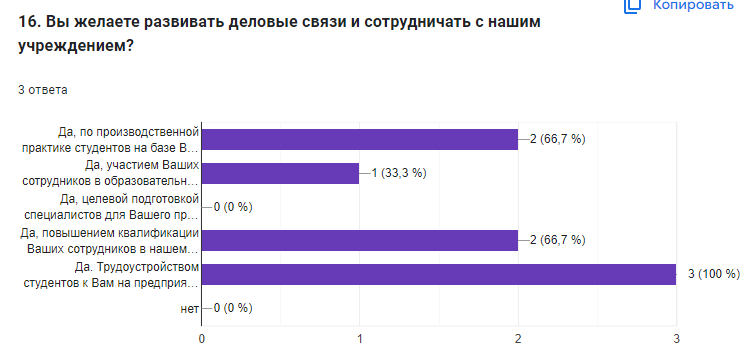 Копировать
16. Вы желаете развивать деловые связи и сотрудничать с нашим
учреждением?
3 ответа
Да, по производственной
практике студентов на базе В…
2 (66,7 %)
Да, участием Ваших
сотрудников в образовательн…
1 (33,3 %)
Да, целевой подготовкой
специалистов для Вашего пр…
0 (0 %)
Да, повышением квалификации
Ваших сотрудников в нашем…
2 (66,7 %)
Да. Трудоустройством
студентов к Вам на предприя…
3 (100 %)
нет
0 (0 %)
0 1 2 3